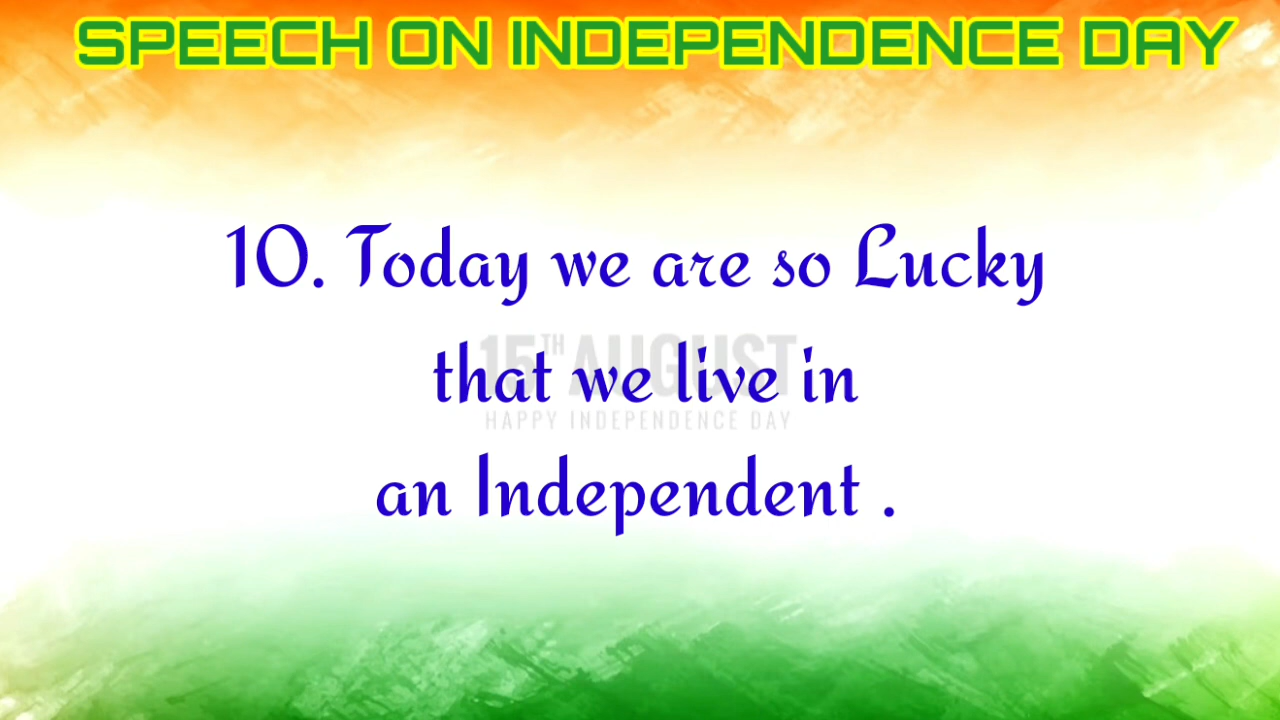 SPEECH ON INDEPENDENCE DAY
10. Today we are so Lucky
that we live in
15TH AUGUST
HAPPY INDEPENDENCE DAY
an Independent .